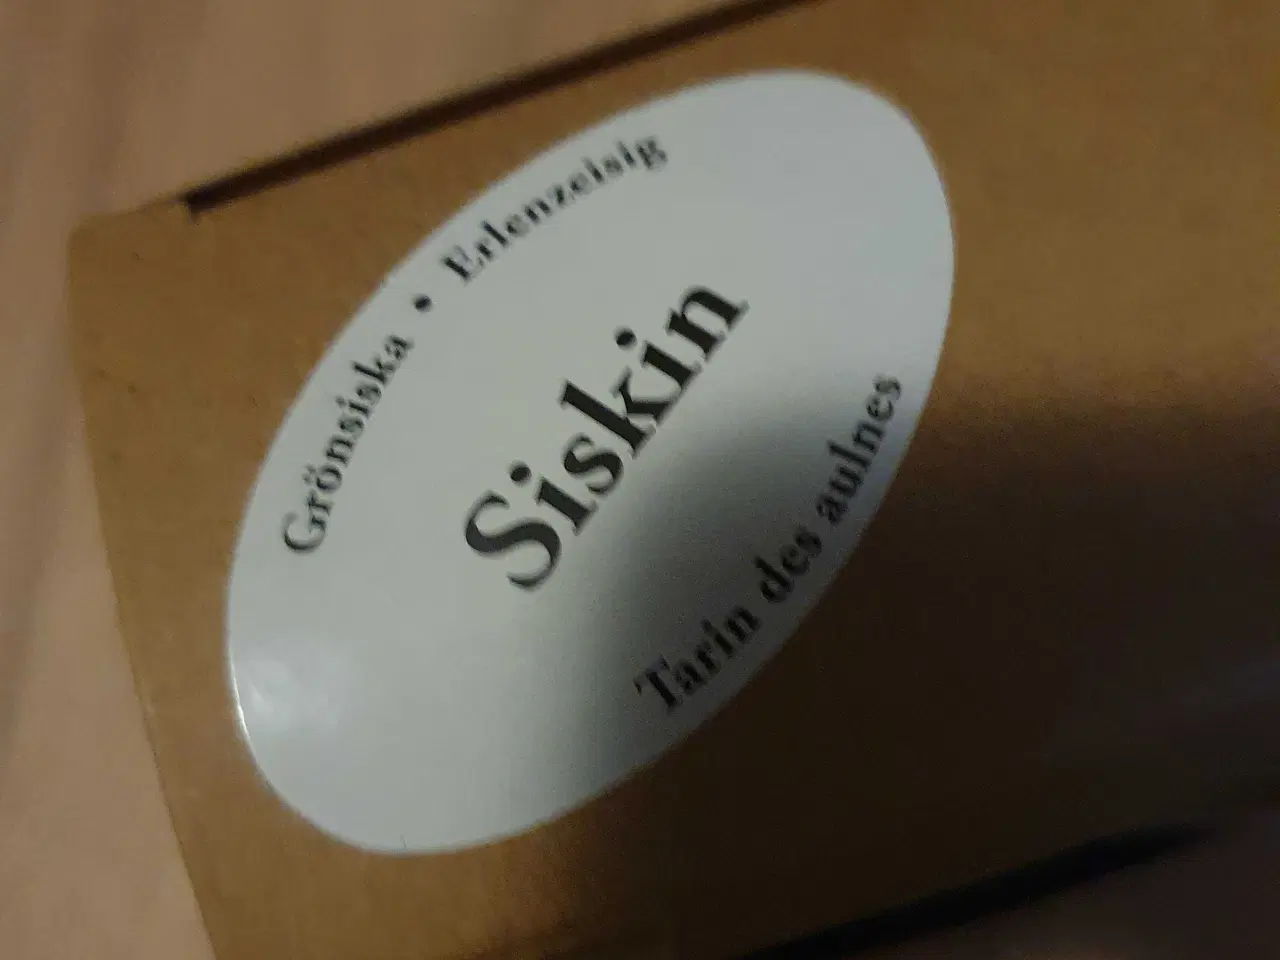 Grönsiska • Erlenzeisig
Siskin
Tarin des aulnes